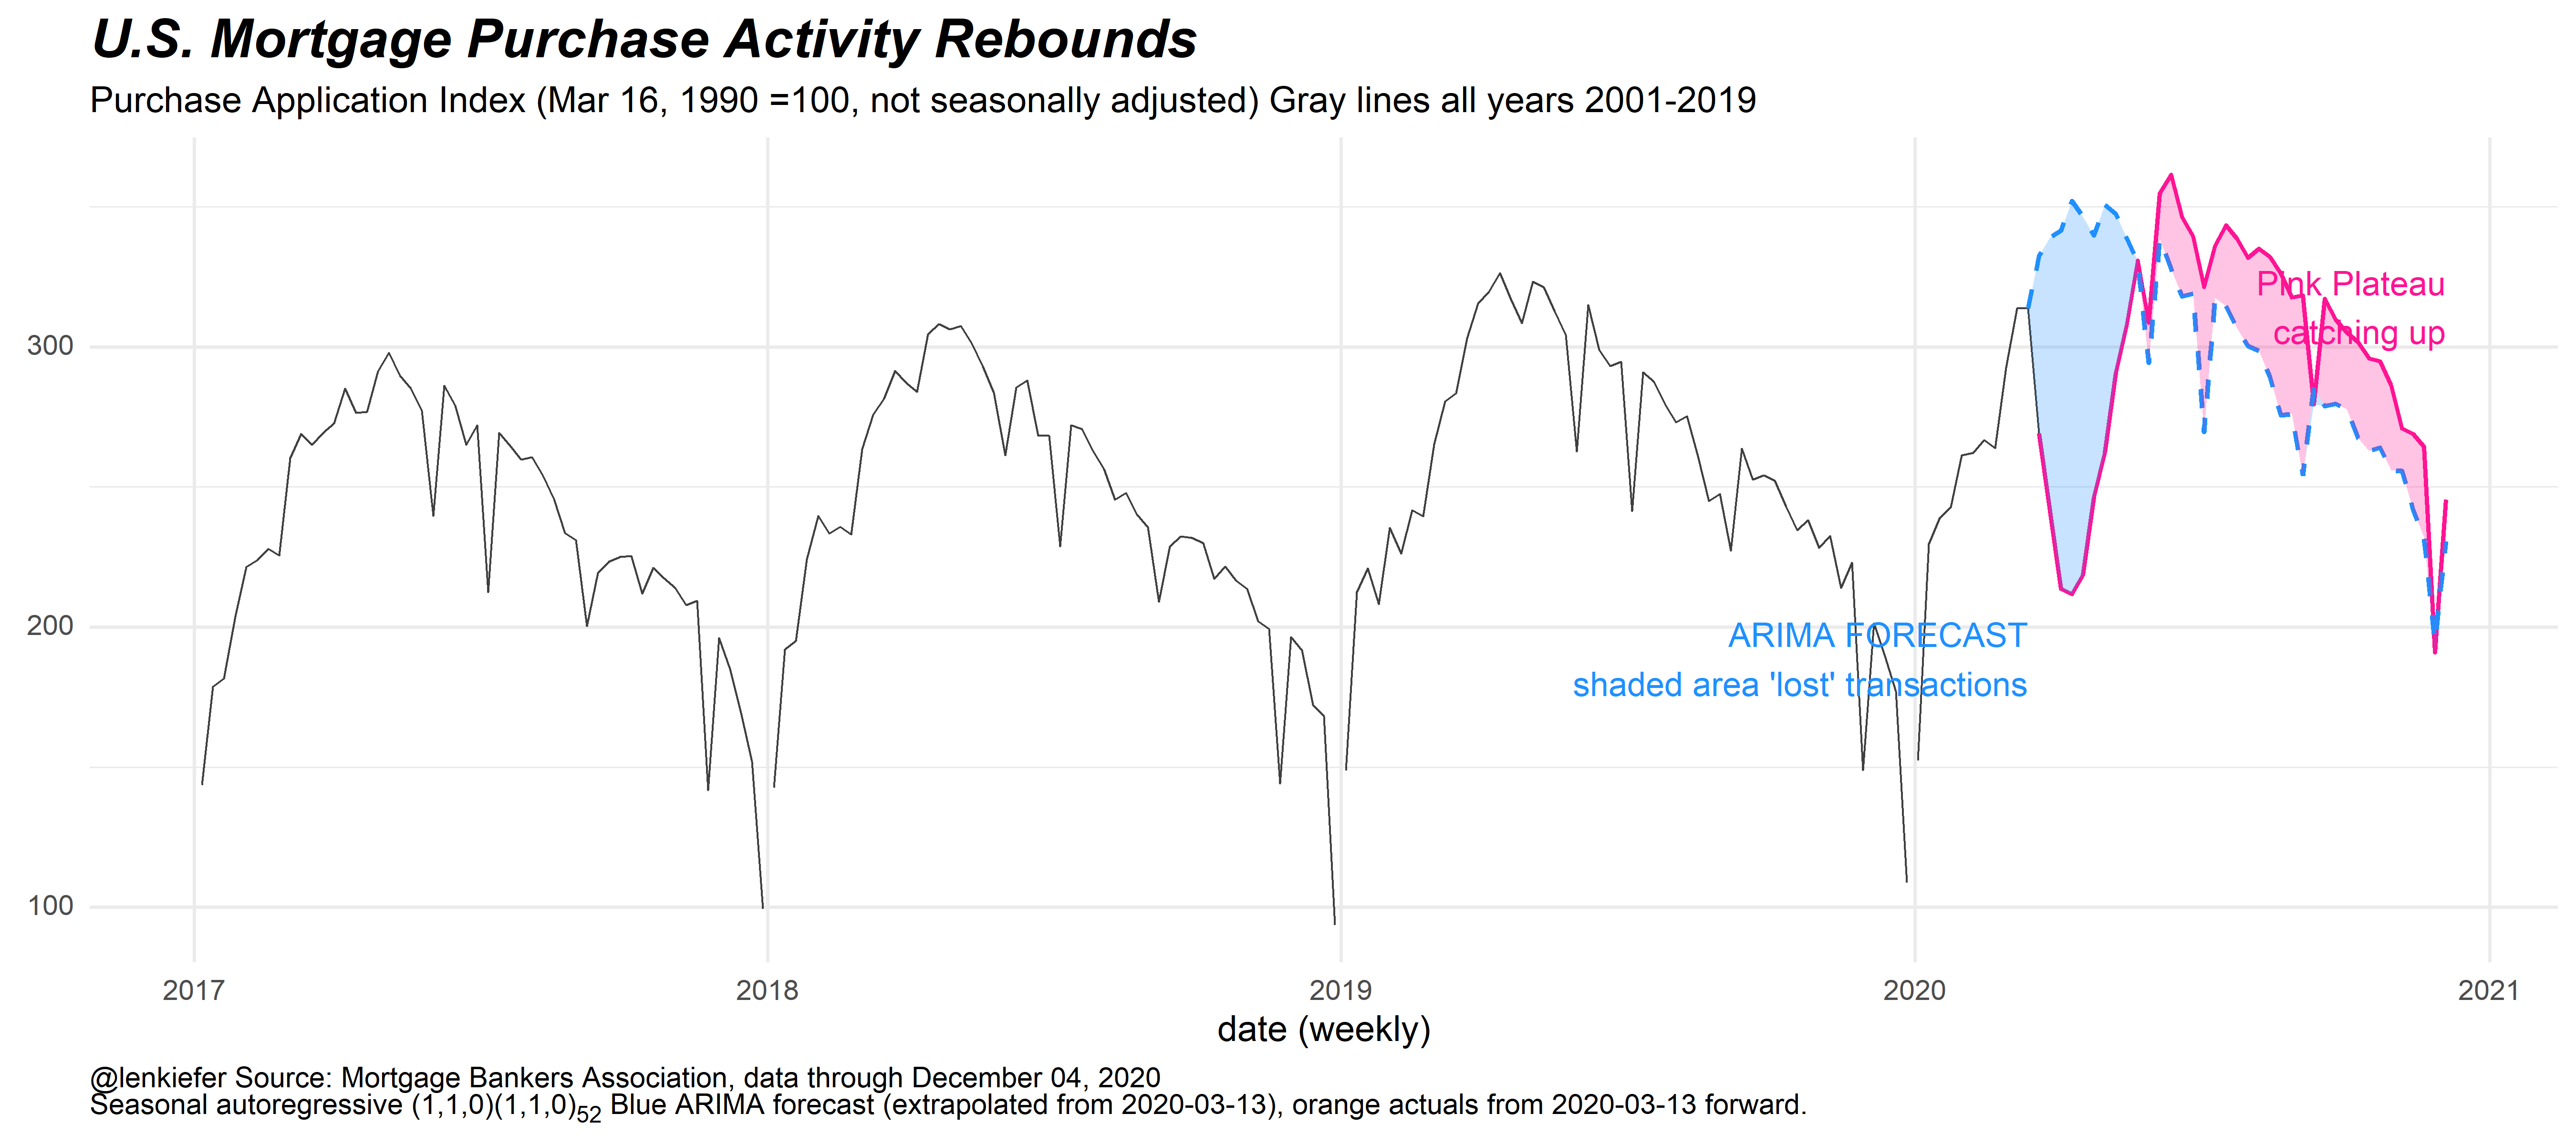 U.S. Mortgage Purchase Activity Rebounds
Purchase Application Index (Mar 16, 1990 =100, not seasonally adjusted) Gray lines all years 2001-2019
Pink Plateau
catching up
300
200
ARIMA FORECAST
shaded area 'lost' transactions
100
2017 2018 2019 2020 2021
date (weekly)
@lenkiefer Source: Mortgage Bankers Association, data through December 04, 2020
Seasonal autoregressive (1,1,0)(1,1,0)52 Blue ARIMA forecast (extrapolated from 2020-03-13), orange actuals from 2020-03-13 forward.